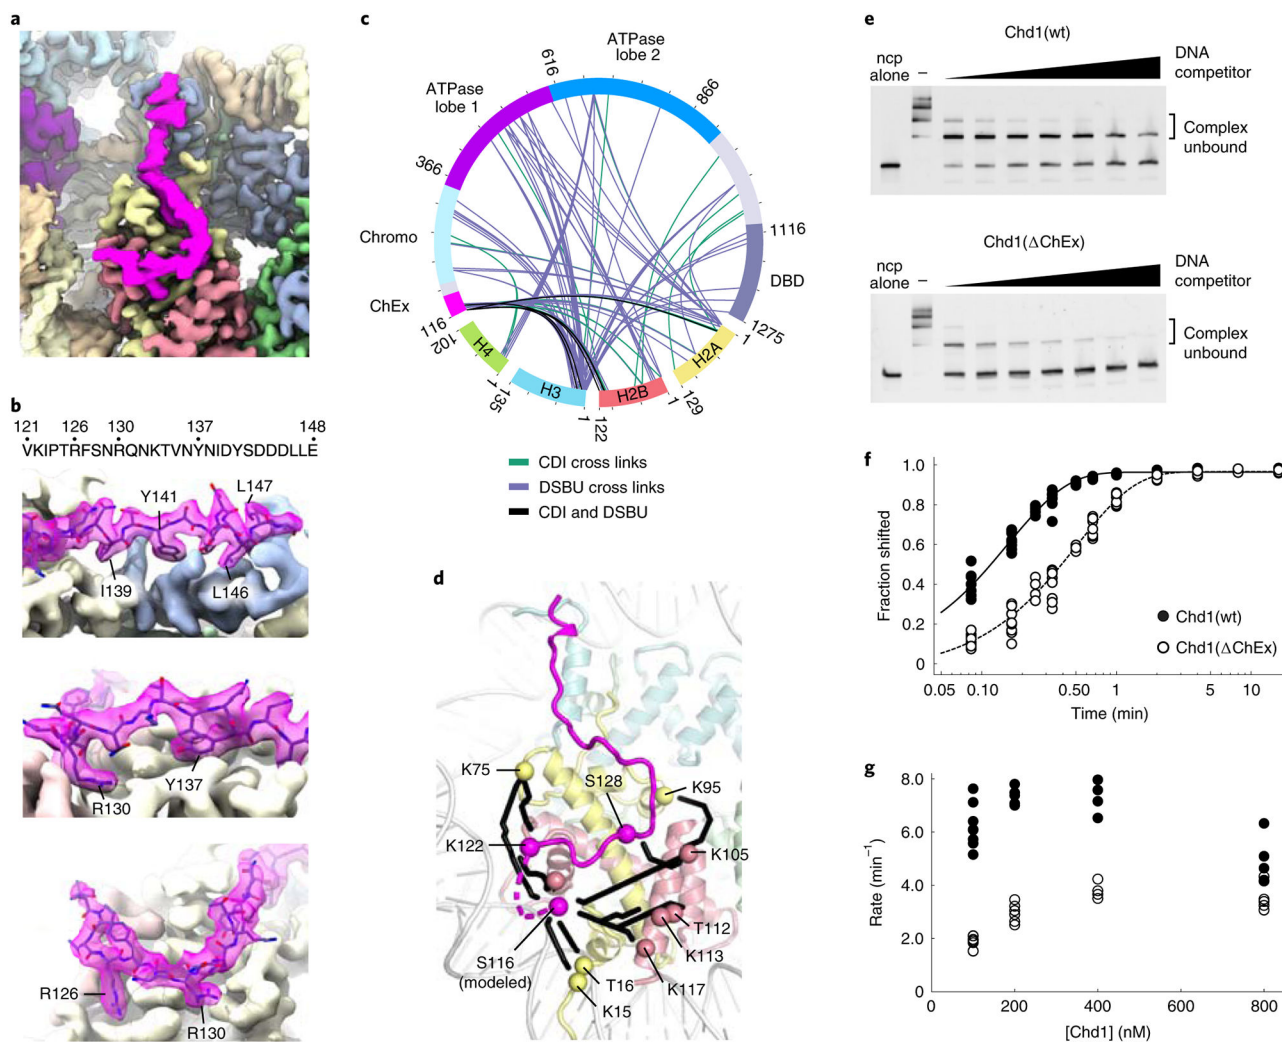 a
b
121 126 130 137 148
VKIPTRFSNRQNKTVNYNIDYSDDDLLE
Y141
L147
I139
L146
Y137
R130
R126
R130
c
ATPase
lobe 1
616
ATPase
lobe 2
866
366
Chromo
1116
DBD
ChEx
116
102
1275
H4
1
135
H3
1
122
H2B
1
129
H2A
1
CDI cross links
DSBU cross links
CDI and DSBU
d
K75
S128
K95
K122
K105
S116
(modeled)
T112
K113
T16
K117
K15
e
Chd1(wt)
ncp
alone
–
DNA
competitor
Complex
unbound
Chd1(ΔChEx)
ncp
alone
–
DNA
competitor
Complex
unbound
f
Fraction shifted
1.0
0.8
0.6
0.4
0.2
0
Chd1(wt)
Chd1(ΔChEx)
0.05 0.10 0.50 1 5 10
Time (min)
g
Rate (min⁻¹)
8.0
6.0
4.0
2.0
0
0 200 400 600 800
[Chd1] (nM)